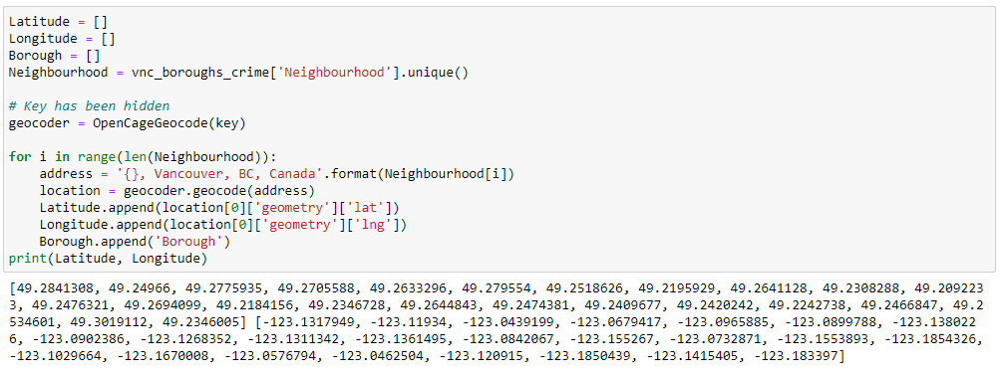 Latitude = []
Longitude = []
Borough = []
Neighbourhood = vnc_boroughs_crime['Neighbourhood'].unique()
# Key has been hidden
geocoder = OpenCageGeocode(key)
for i in range(len(Neighbourhood)):
    address = '{}, Vancouver, BC, Canada'.format(Neighbourhood[i])
    location = geocoder.geocode(address)
    Latitude.append(location[0]['geometry']['lat'])
    Longitude.append(location[0]['geometry']['lng'])
    Borough.append('Borough')
print(Latitude, Longitude)
[49.2841308, 49.24966, 49.2775935, 49.2705588, 49.2633296, 49.279554, 49.2518626, 49.2195929, 49.2641128, 49.2308288, 49.209223
3, 49.2476321, 49.2694099, 49.2184156, 49.2346728, 49.2644843, 49.2474381, 49.2409677, 49.2420242, 49.2242738, 49.2466847, 49.2
534601, 49.3019112, 49.2346005] [-123.1317949, -123.11934, -123.0439199, -123.0679417, -123.0965885, -123.0899788, -123.138022
6, -123.0902386, -123.1268352, -123.1311342, -123.1361495, -123.0842067, -123.155267, -123.0732871, -123.1553893, -123.1854326,
-123.1029664, -123.1670008, -123.0576794, -123.0462504, -123.120915, -123.1850439, -123.1415405, -123.183397]